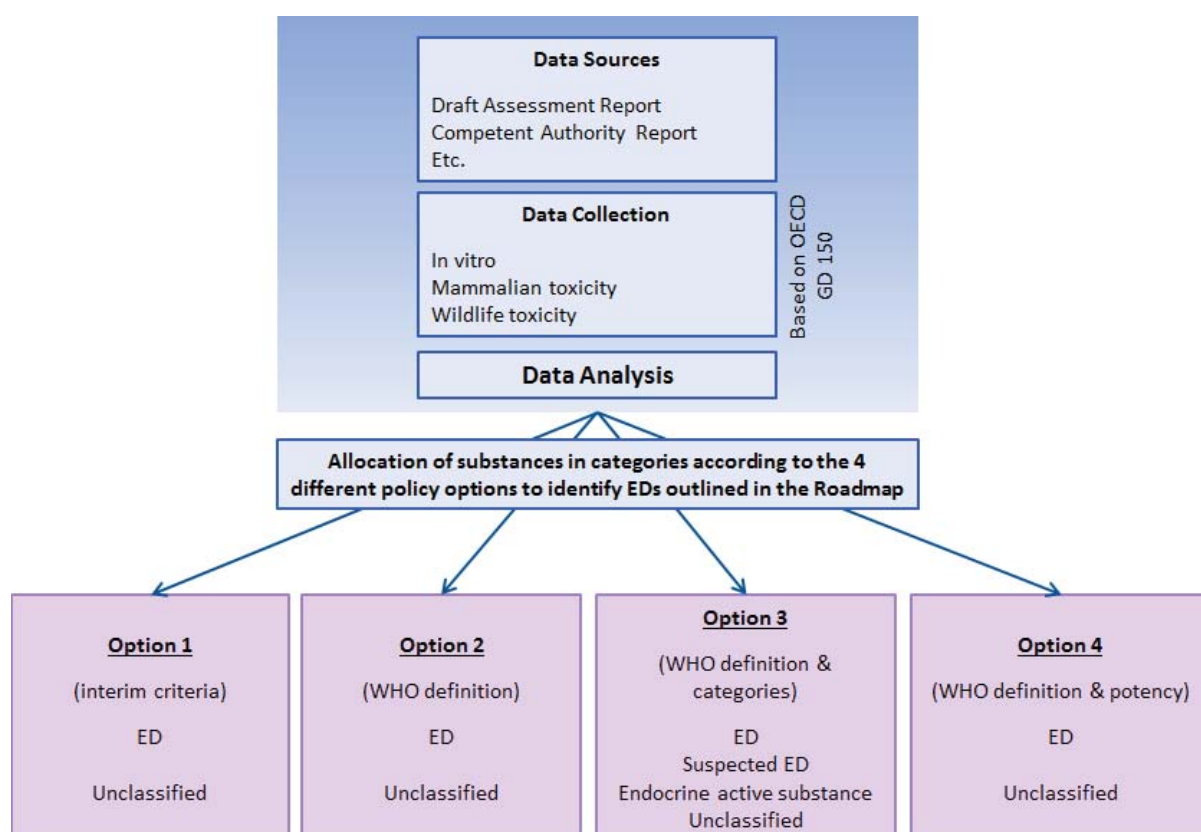 Data Sources
Draft Assessment Report
Competent Authority Report
Etc.
Data Collection
In vitro
Mammalian toxicity
Wildlife toxicity
Based on OECD
GD 150
Data Analysis
Allocation of substances in categories according to the 4
different policy options to identify EDs outlined in the Roadmap
Option 1
(interim criteria)
ED
Unclassified
Option 2
(WHO definition)
ED
Unclassified
Option 3
(WHO definition &
categories)
ED
Suspected ED
Endocrine active substance
Unclassified
Option 4
(WHO definition & potency)
ED
Unclassified